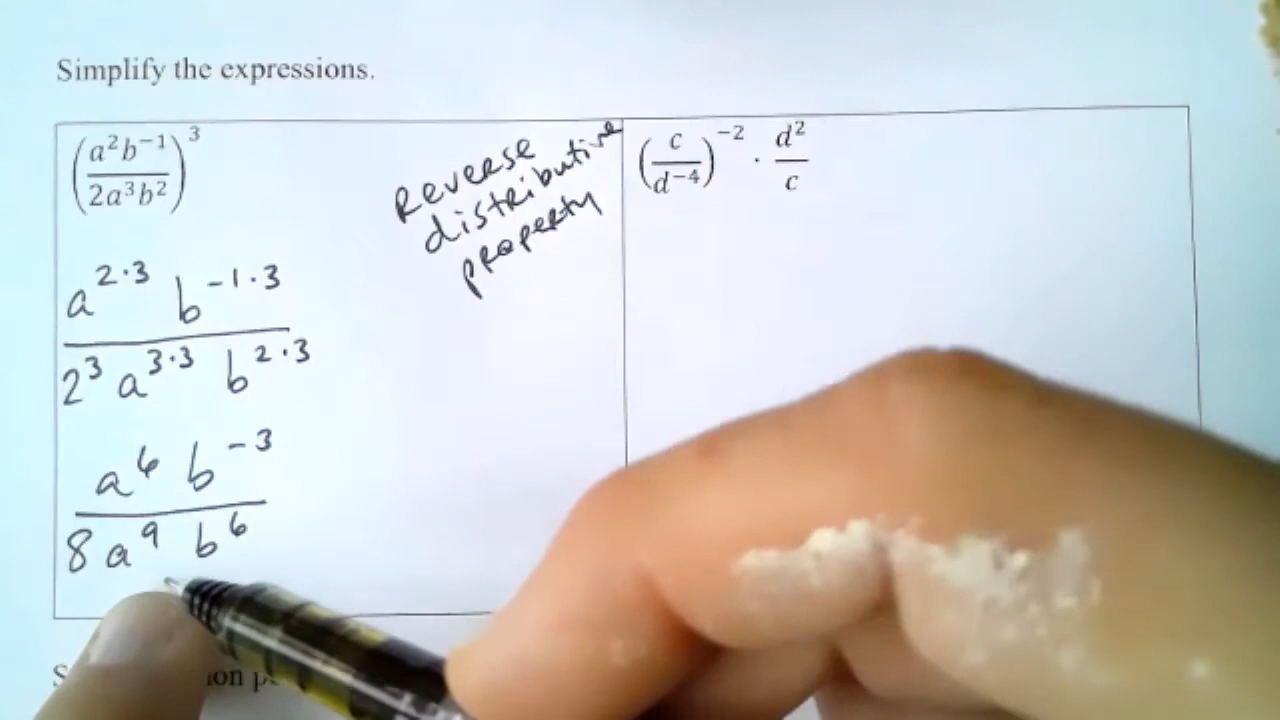 Simplify the expressions.
(a²b⁻¹ / 2a³b²)³
a^(2·3) b^(-1·3)
2³ a^(3·3) b^(2·3)
a⁶ b⁻³
8 a⁹ b⁶
Reverse
distributive
property
(c / d⁻⁴)⁻² · d² / c